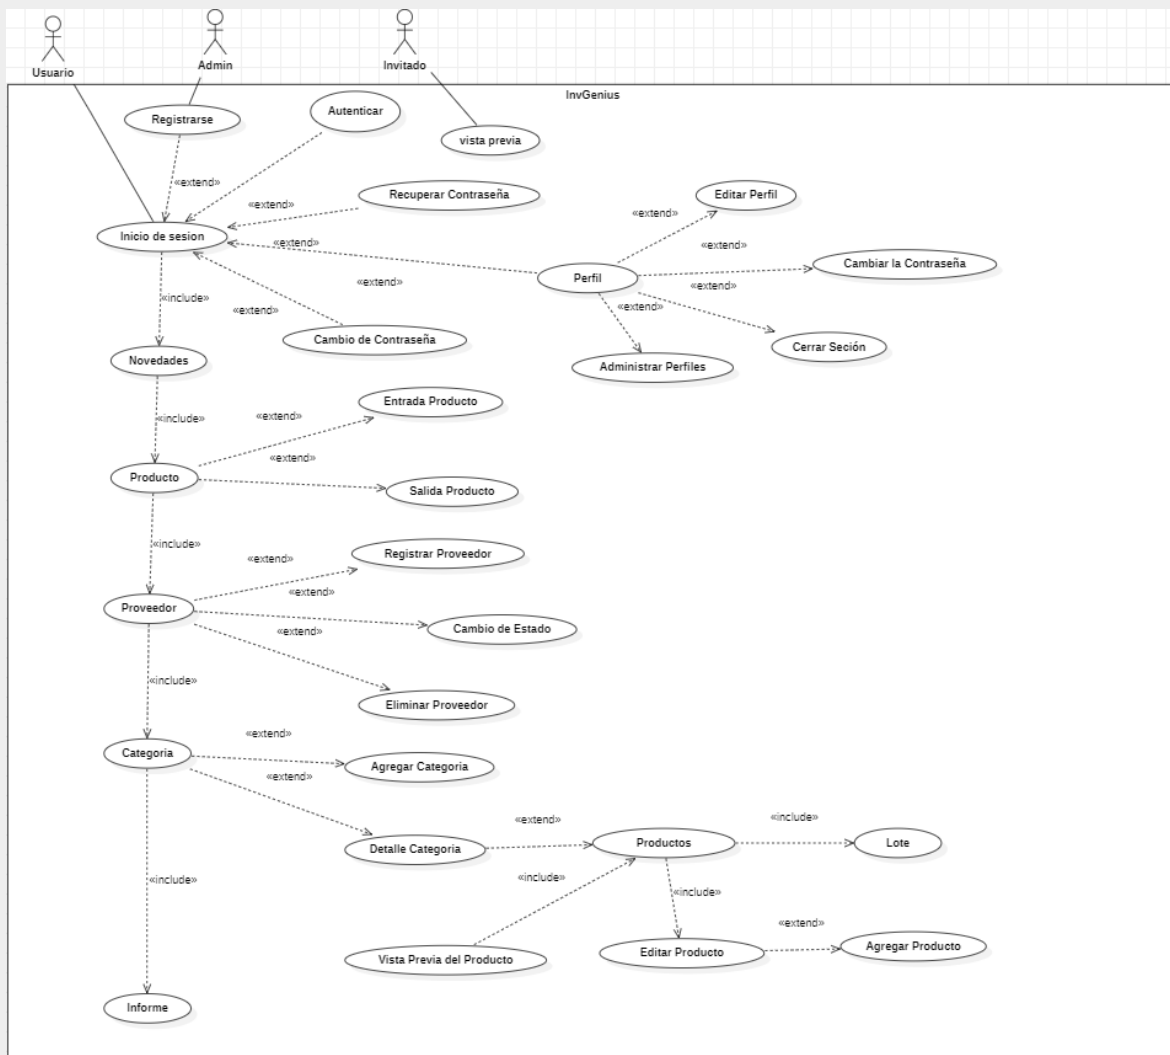 Usuario
Admin
Invitado
InvGenius
Registrarse
Autenticar
vista previa
«extend»
Recuperar Contraseña
«extend»
Editar Perfil
«extend»
Inicio de sesion
«extend»
«extend»
Cambiar la Contraseña
Perfil
«extend»
«extend»
«include»
«extend»
«extend»
Cambio de Contraseña
Cerrar Seción
Novedades
Administrar Perfiles
Entrada Producto
«extend»
«include»
«extend»
Producto
Salida Producto
«include»
Registrar Proveedor
«extend»
«extend»
Proveedor
Cambio de Estado
«extend»
«include»
Eliminar Proveedor
«extend»
Categoria
Agregar Categoria
«extend»
«extend»
«include»
Detalle Categoria
Productos
Lote
«include»
«include»
«include»
«extend»
Agregar Producto
Editar Producto
Vista Previa del Producto
Informe